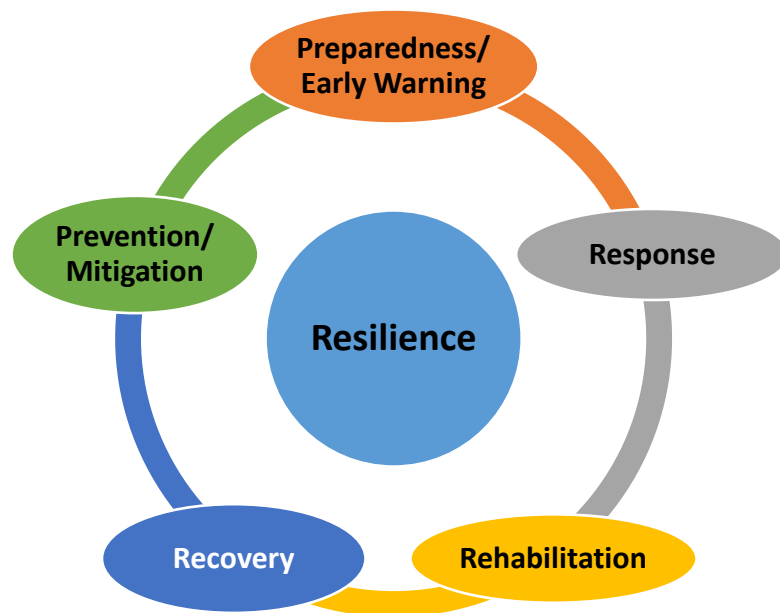 Preparedness/
Early Warning
Prevention/
Mitigation
Response
Resilience
Recovery
Rehabilitation